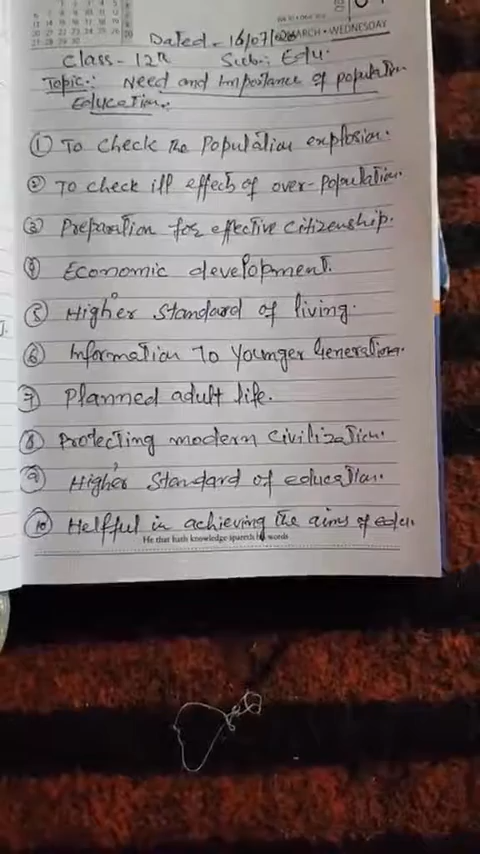 MARCH • WEDNESDAY
Dated - 16/07/
Class - 12th Sub:- Edu.
Topic:- Need and Importance of population
Education:
① To check the Population explosion.
② To check ill effects of over-population.
③ Preparation for effective citizenship.
④ Economic development.
⑤ Higher Standard of living.
⑥ Information To younger Generation.
⑦ Planned adult life.
⑧ Protecting modern civilization.
⑨ Higher Standard of education.
⑩ Helpful in achieving the aims of edu.
He that hath knowledge spareth his words